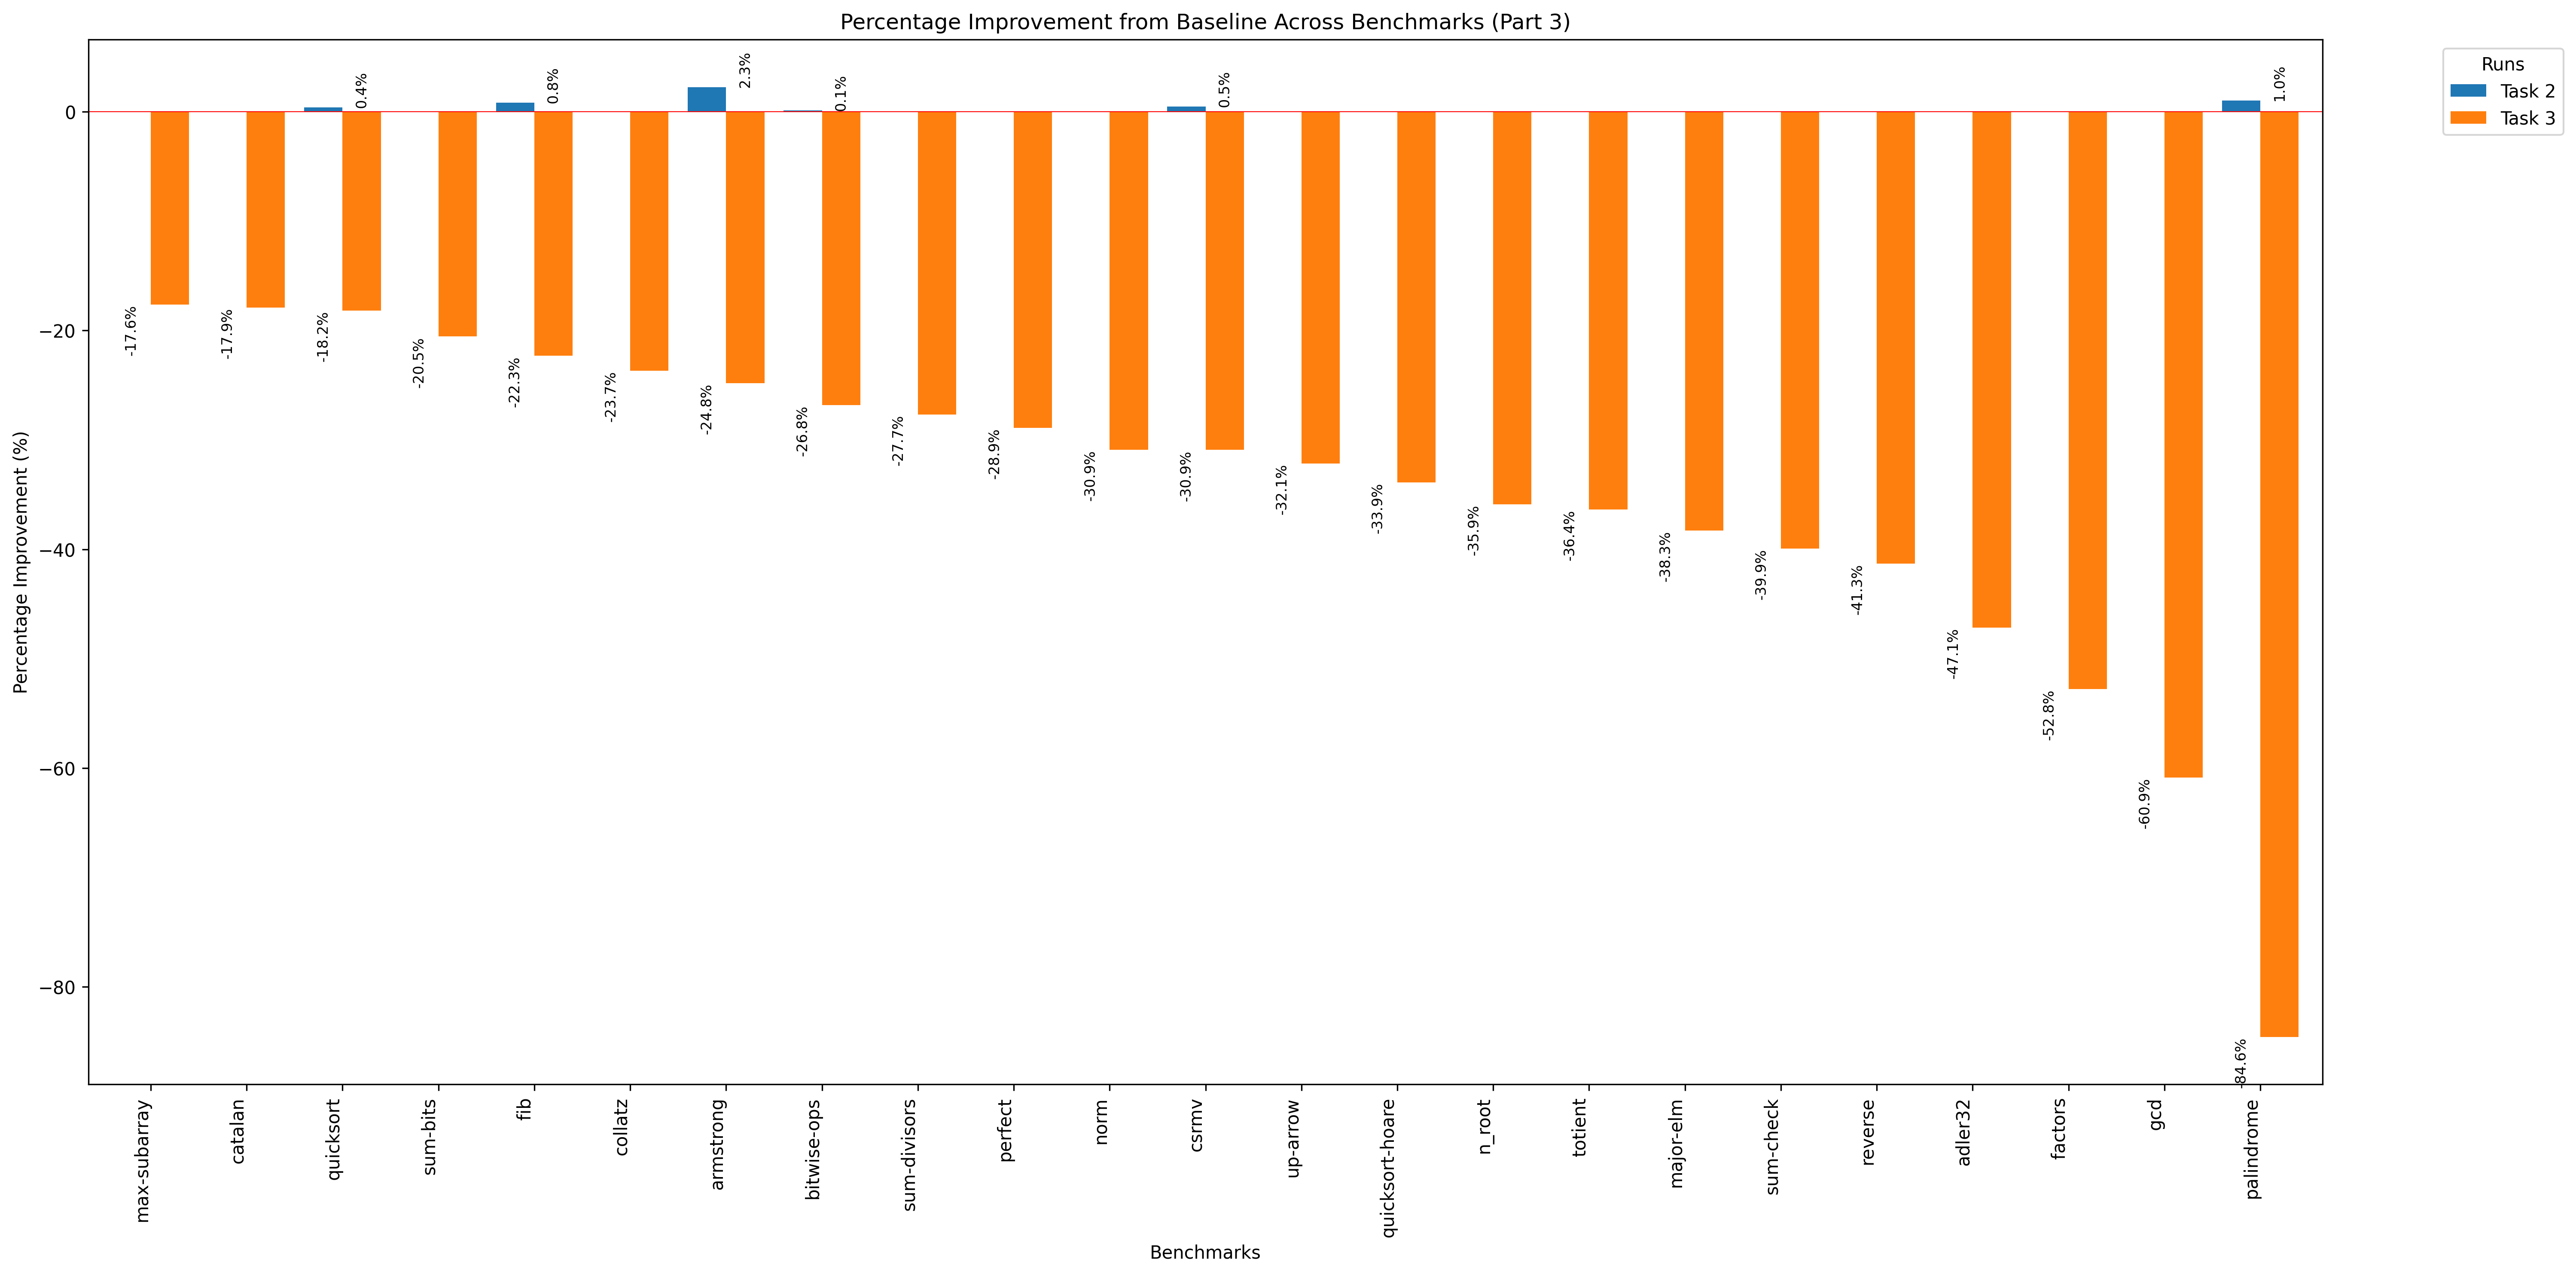 Percentage Improvement from Baseline Across Benchmarks (Part 3)
Runs
Task 2
Task 3
Percentage Improvement (%)
0
−20
−40
−60
−80
0.4%
0.8%
2.3%
0.1%
0.5%
1.0%
-17.6%
-17.9%
-18.2%
-20.5%
-22.3%
-23.7%
-24.8%
-26.8%
-27.7%
-28.9%
-30.9%
-30.9%
-32.1%
-33.9%
-35.9%
-36.4%
-38.3%
-39.9%
-41.3%
-47.1%
-52.8%
-60.9%
-84.6%
max-subarray
catalan
quicksort
sum-bits
fib
collatz
armstrong
bitwise-ops
sum-divisors
perfect
norm
csrmv
up-arrow
quicksort-hoare
n_root
totient
major-elm
sum-check
reverse
adler32
factors
gcd
palindrome
Benchmarks